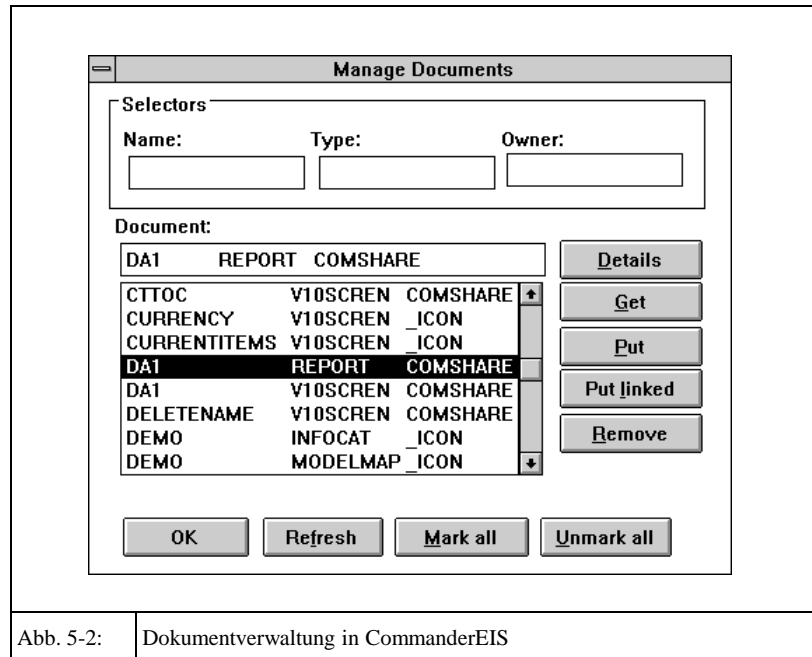 Manage Documents
Selectors
Name: Type: Owner:
Document:
DA1 REPORT COMSHARE
Details
CTTOC V10SCREN COMSHARE
CURRENCY V10SCREN _ICON
CURRENTITEMS V10SCREN _ICON
DA1 REPORT COMSHARE
DA1 V10SCREN COMSHARE
DELETENAME V10SCREN COMSHARE
DEMO INFOCAT _ICON
DEMO MODELMAP _ICON
Get
Put
Put linked
Remove
OK Refresh Mark all Unmark all
Abb. 5-2: Dokumentverwaltung in CommanderEIS